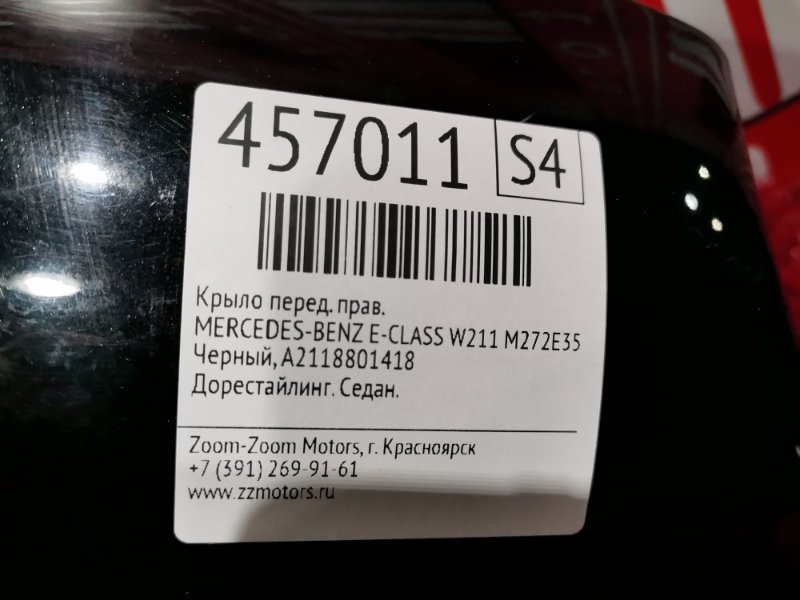 457011 S4
Крыло перед. прав.
MERCEDES-BENZ E-CLASS W211 M272E35
Черный, A2118801418
Дорестайлинг. Седан.
Zoom-Zoom Motors, г. Красноярск
+7 (391) 269-91-61
www.zzmotors.ru